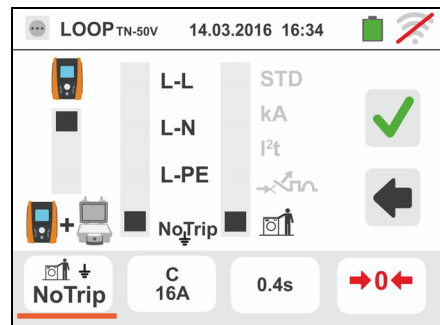 LOOP TN-50V 14.03.2016 16:34
L-L STD
L-N kA
L-PE I²t
NoTrip
NoTrip
C
16A
0.4s
→0←